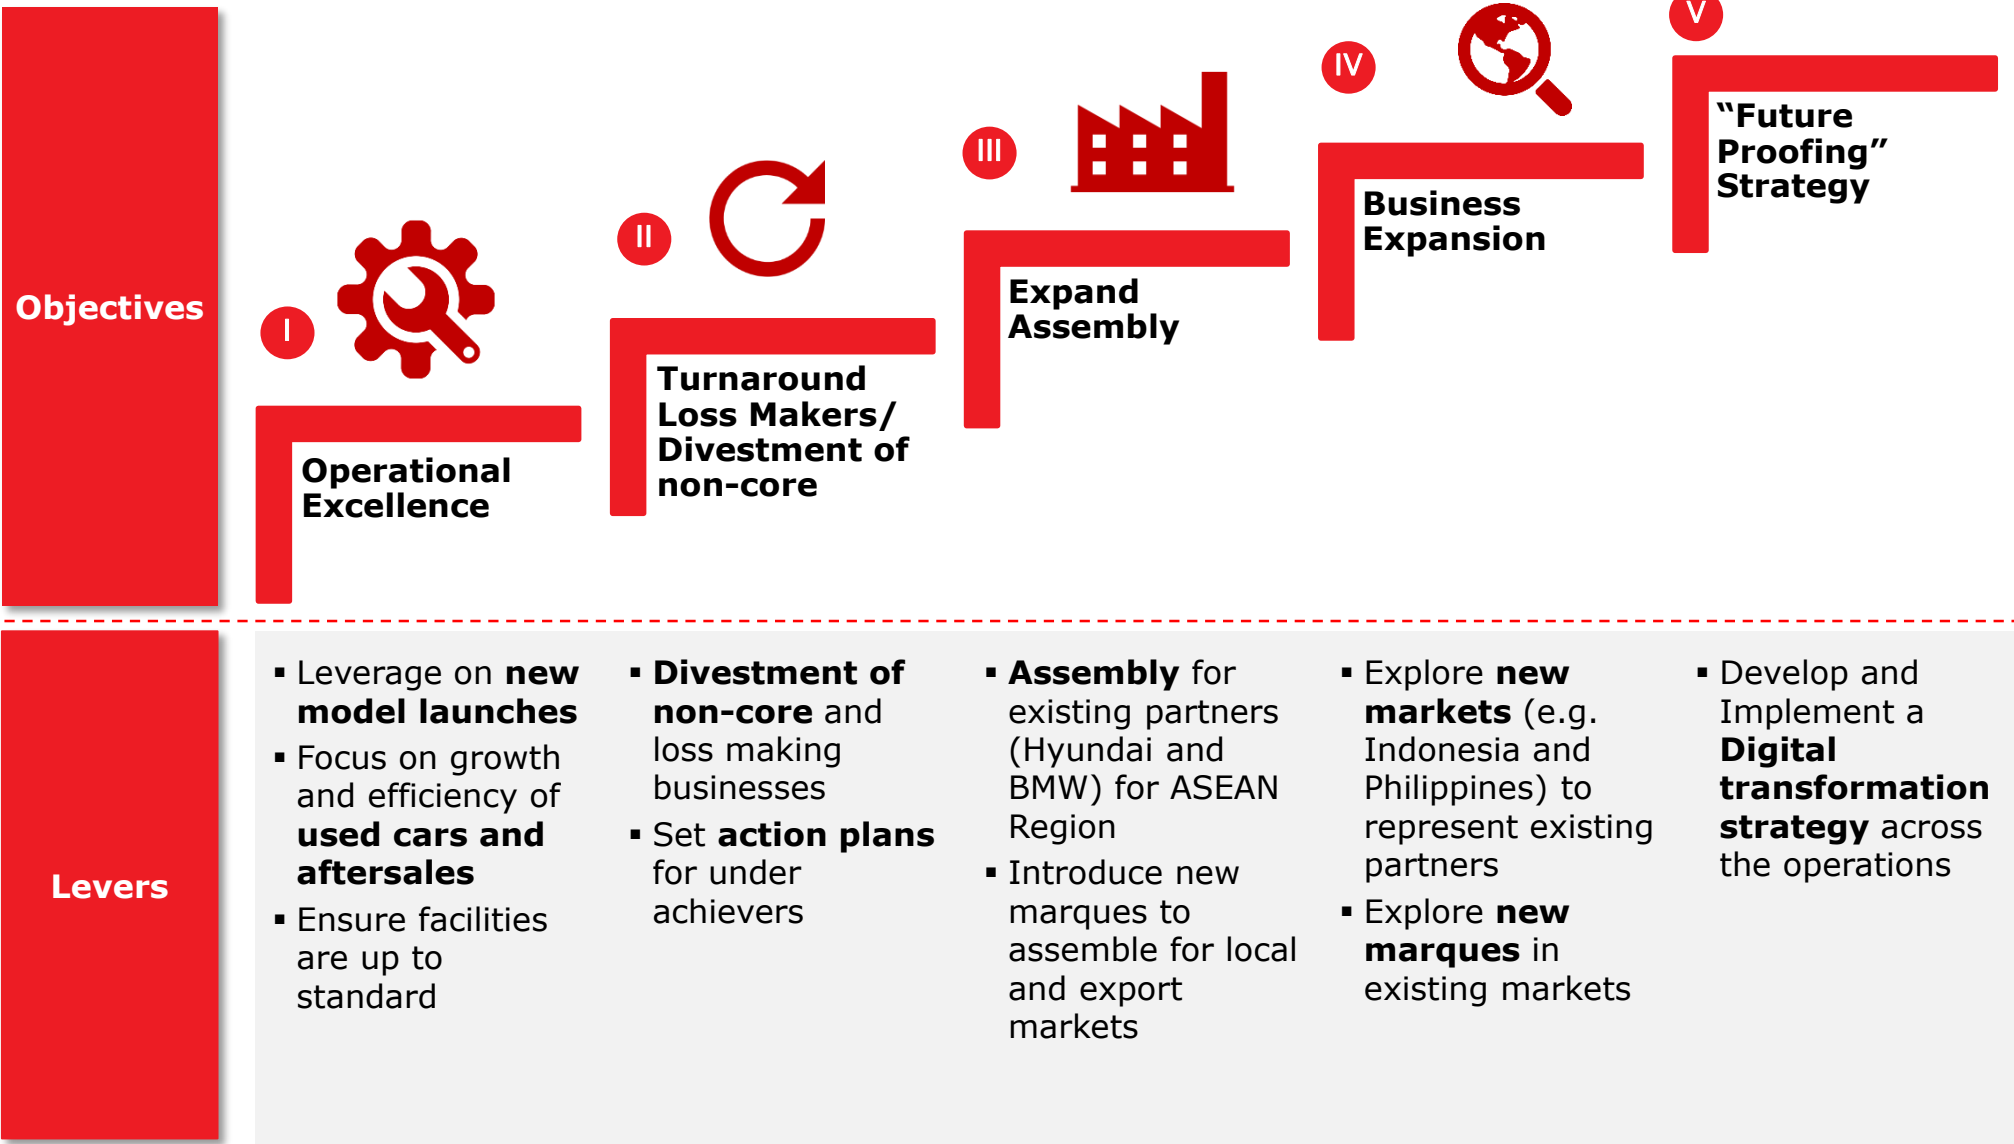 Objectives
I
Operational
Excellence
II
Turnaround
Loss Makers/
Divestment of
non-core
III
Expand
Assembly
IV
Business
Expansion
V
“Future
Proofing”
Strategy
Levers
▪ Leverage on new
model launches
▪ Focus on growth
and efficiency of
used cars and
aftersales
▪ Ensure facilities
are up to
standard
▪ Divestment of
non-core and
loss making
businesses
▪ Set action plans
for under
achievers
▪ Assembly for
existing partners
(Hyundai and
BMW) for ASEAN
Region
▪ Introduce new
marques to
assemble for local
and export
markets
▪ Explore new
markets (e.g.
Indonesia and
Philippines) to
represent existing
partners
▪ Explore new
marques in
existing markets
▪ Develop and
Implement a
Digital
transformation
strategy across
the operations